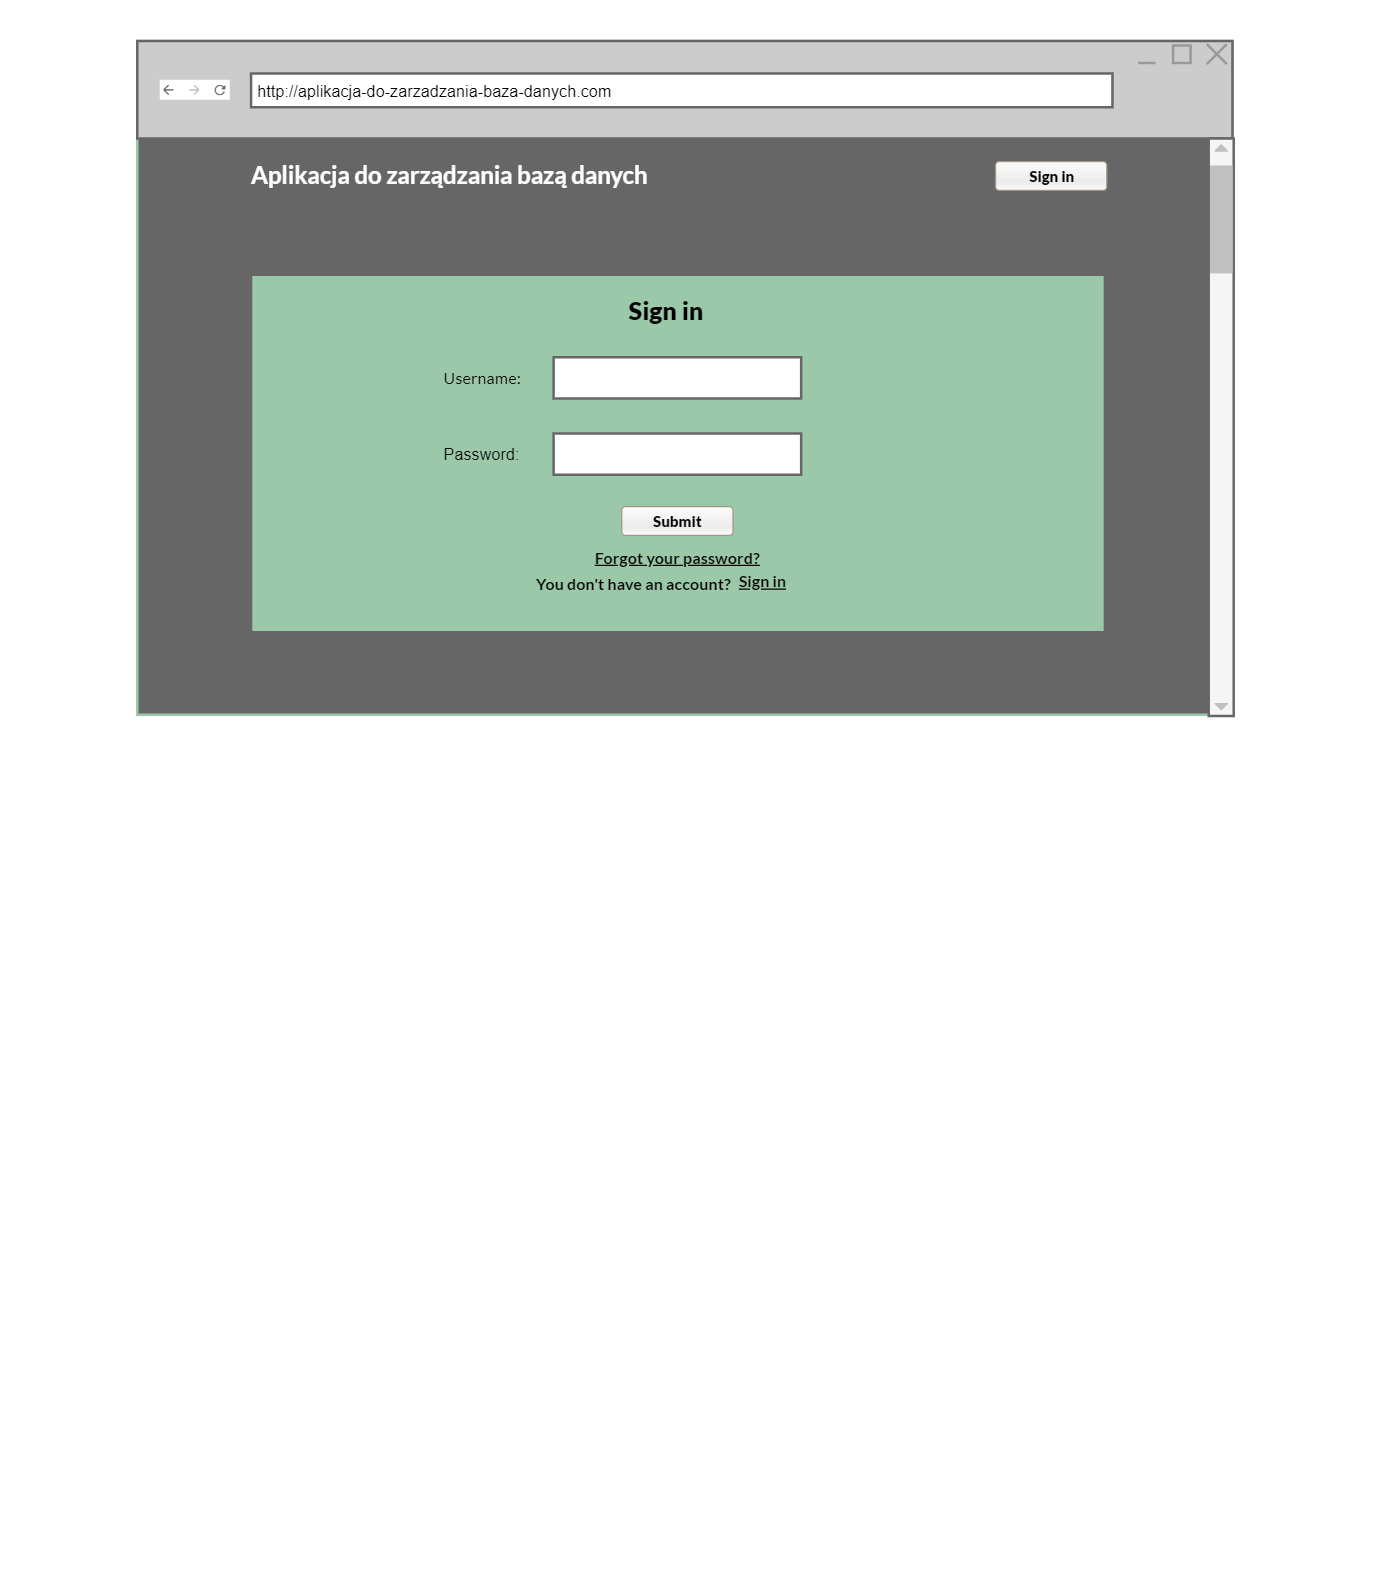 http://aplikacja-do-zarzadzania-baza-danych.com
Aplikacja do zarządzania bazą danych
Sign in
Sign in
Username:
Password:
Submit
Forgot your password?
You don't have an account? Sign in